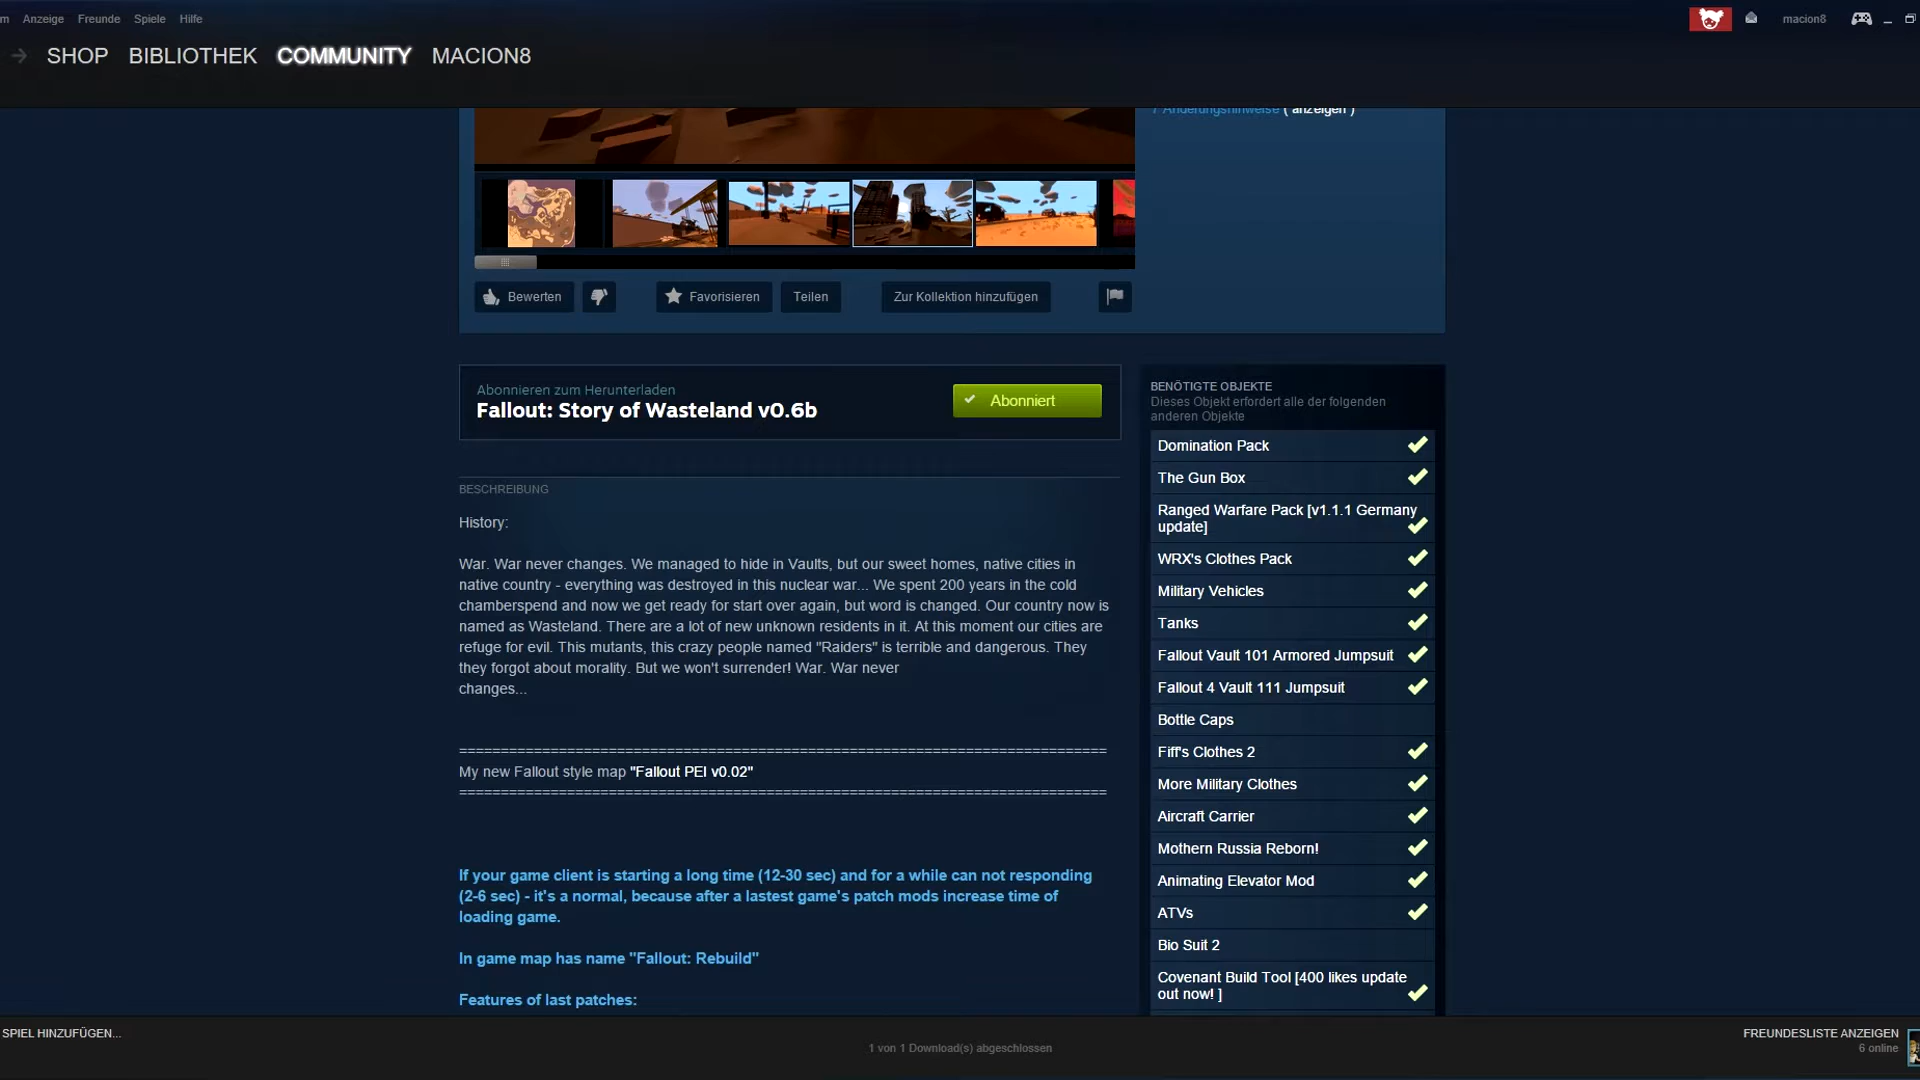 m Anzeige Freunde Spiele Hilfe
macion8
SHOP BIBLIOTHEK COMMUNITY MACION8
7 Änderungshinweise ( anzeigen )
Bewerten
Favorisieren
Teilen
Zur Kollektion hinzufügen
Abonnieren zum Herunterladen
Fallout: Story of Wasteland v0.6b
Abonniert
BESCHREIBUNG
History:
War. War never changes. We managed to hide in Vaults, but our sweet homes, native cities in
native country - everything was destroyed in this nuclear war... We spent 200 years in the cold
chamberspend and now we get ready for start over again, but word is changed. Our country now is
named as Wasteland. There are a lot of new unknown residents in it. At this moment our cities are
refuge for evil. This mutants, this crazy people named "Raiders" is terrible and dangerous. They
they forgot about morality. But we won't surrender! War. War never
changes...
==============================================================================
My new Fallout style map "Fallout PEI v0.02"
==============================================================================
If your game client is starting a long time (12-30 sec) and for a while can not responding
(2-6 sec) - it's a normal, because after a lastest game's patch mods increase time of
loading game.
In game map has name "Fallout: Rebuild"
Features of last patches:
BENÖTIGTE OBJEKTE
Dieses Objekt erfordert alle der folgenden
anderen Objekte
Domination Pack
The Gun Box
Ranged Warfare Pack [v1.1.1 Germany
update]
WRX's Clothes Pack
Military Vehicles
Tanks
Fallout Vault 101 Armored Jumpsuit
Fallout 4 Vault 111 Jumpsuit
Bottle Caps
Fiff's Clothes 2
More Military Clothes
Aircraft Carrier
Mothern Russia Reborn!
Animating Elevator Mod
ATVs
Bio Suit 2
Covenant Build Tool [400 likes update
out now! ]
SPIEL HINZUFÜGEN...
1 von 1 Download(s) abgeschlossen
FREUNDESLISTE ANZEIGEN
6 online